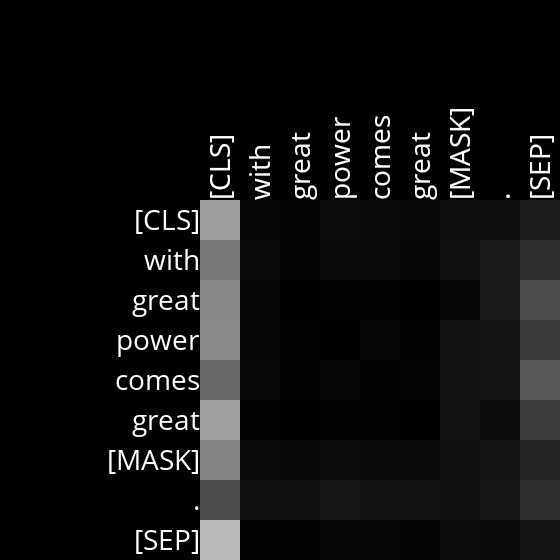 [CLS] with great power comes great [MASK] . [SEP]
[CLS]
with
great
power
comes
great
[MASK]
.
[SEP]